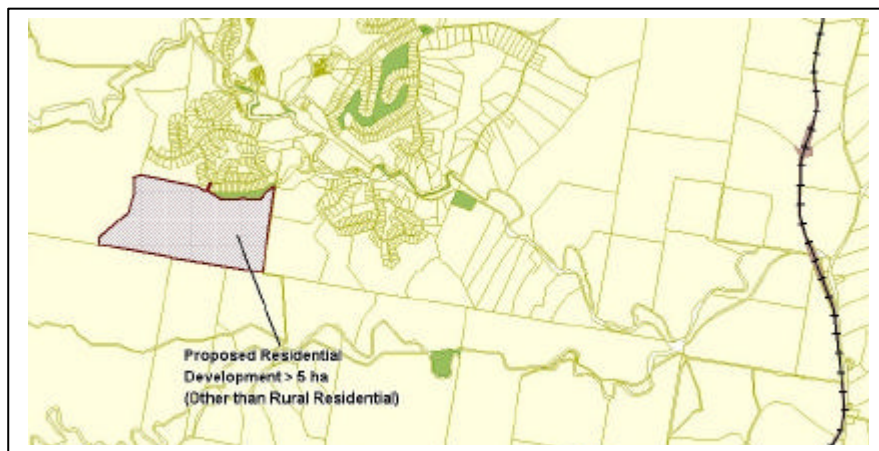 Proposed Residential
Development > 5 ha
(Other than Rural Residential)